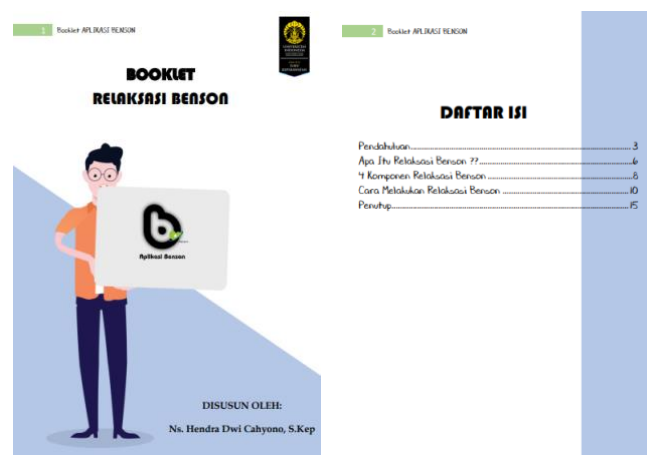 1 Booklet APLIKASI BENSON
UNIVERSITAS
INDONESIA
BOOKLET
RELAKSASI BENSON
b
Aplikasi Benson
DISUSUN OLEH:
Ns. Hendra Dwi Cahyono, S.Kep
2 Booklet APLIKASI BENSON
DAFTAR ISI
Pendahuluan 3
Apa Itu Relaksasi Benson ?? 6
4 Komponen Relaksasi Benson 8
Cara Melakukan Relaksasi Benson 10
Penutup 15